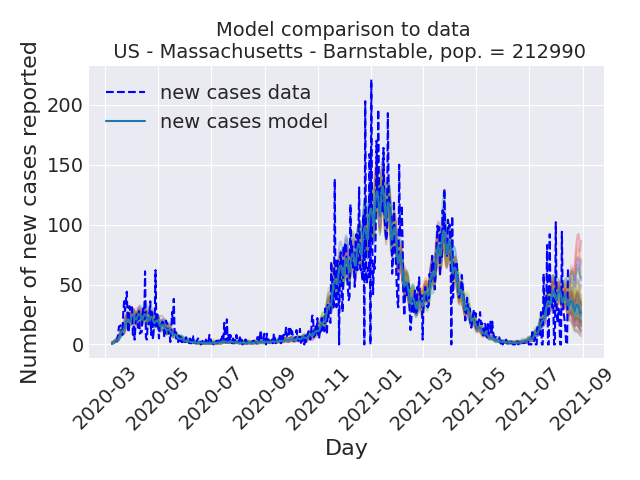 Model comparison to data
US - Massachusetts - Barnstable, pop. = 212990
Number of new cases reported
200
150
100
50
0
new cases data
new cases model
2020-03
2020-05
2020-07
2020-09
2020-11
2021-01
2021-03
2021-05
2021-07
2021-09
Day